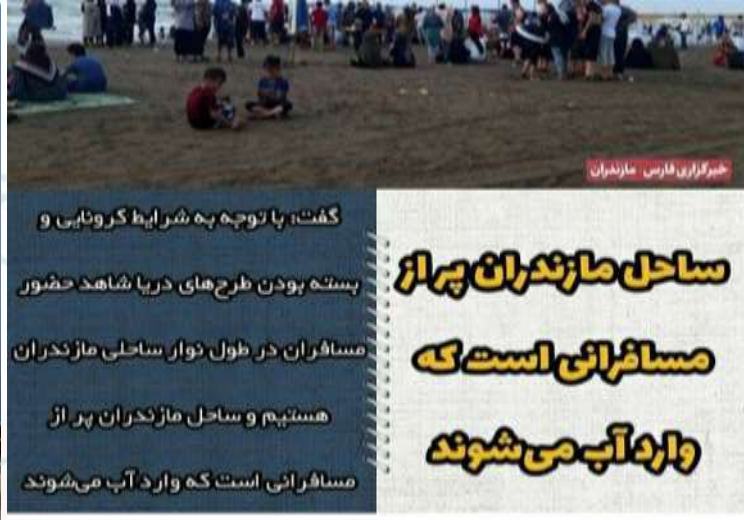 خبرگزاری فارس مازندران
ساحل مازندران پر از
مسافرانی است که
وارد آب می‌شوند
گفت: با توجه به شرایط کرونایی و
بسته بودن طرح‌های دریا شاهد حضور
مسافران در طول نوار ساحلی مازندران
هستیم و ساحل مازندران پر از
مسافرانی است که وارد آب می‌شوند